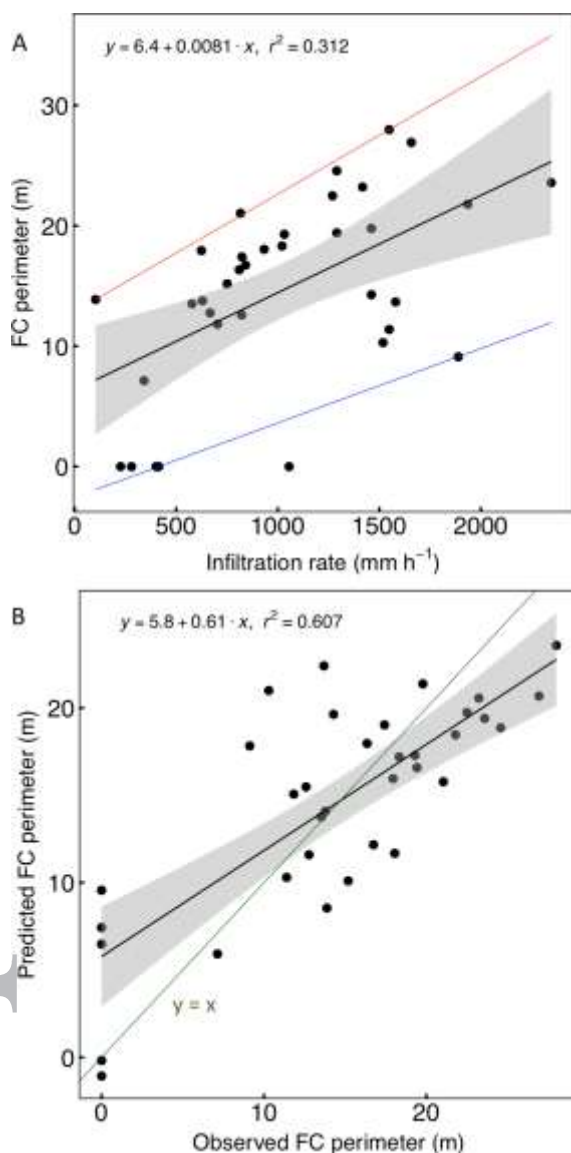 A
y = 6.4 + 0.0081 · x, r² = 0.312
30
20
10
0
FC perimeter (m)
0 500 1000 1500 2000
Infiltration rate (mm h⁻¹)
B
y = 5.8 + 0.61 · x, r² = 0.607
20
10
0
Predicted FC perimeter (m)
y = x
0 10 20
Observed FC perimeter (m)